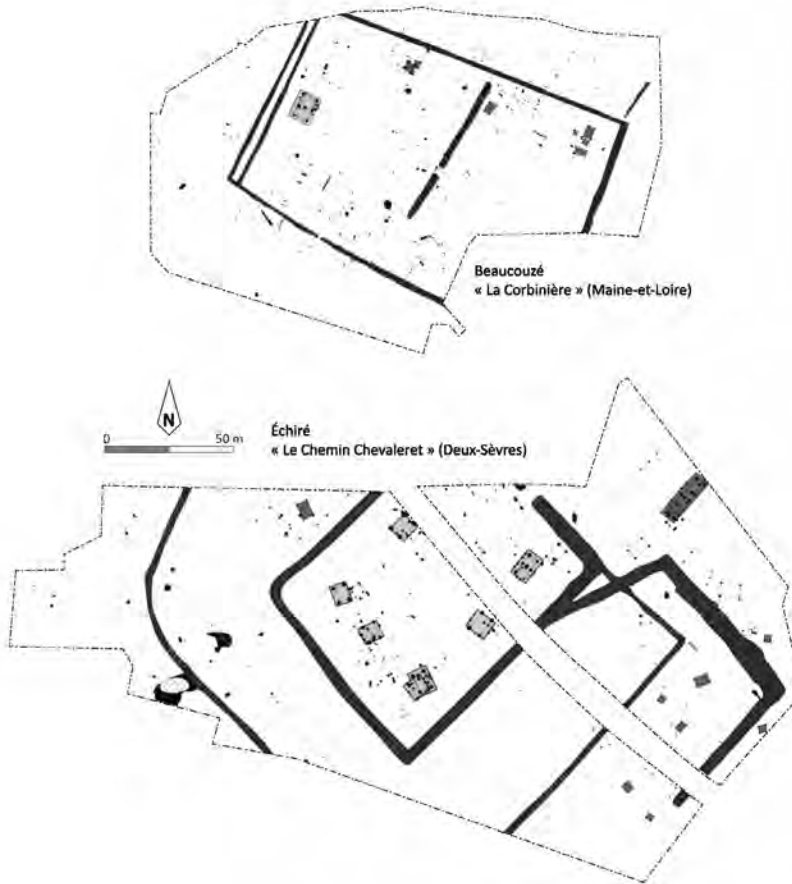 Beaucouzé
« La Corbinière » (Maine-et-Loire)
N
0 50 m
Échiré
« Le Chemin Chevaleret » (Deux-Sèvres)